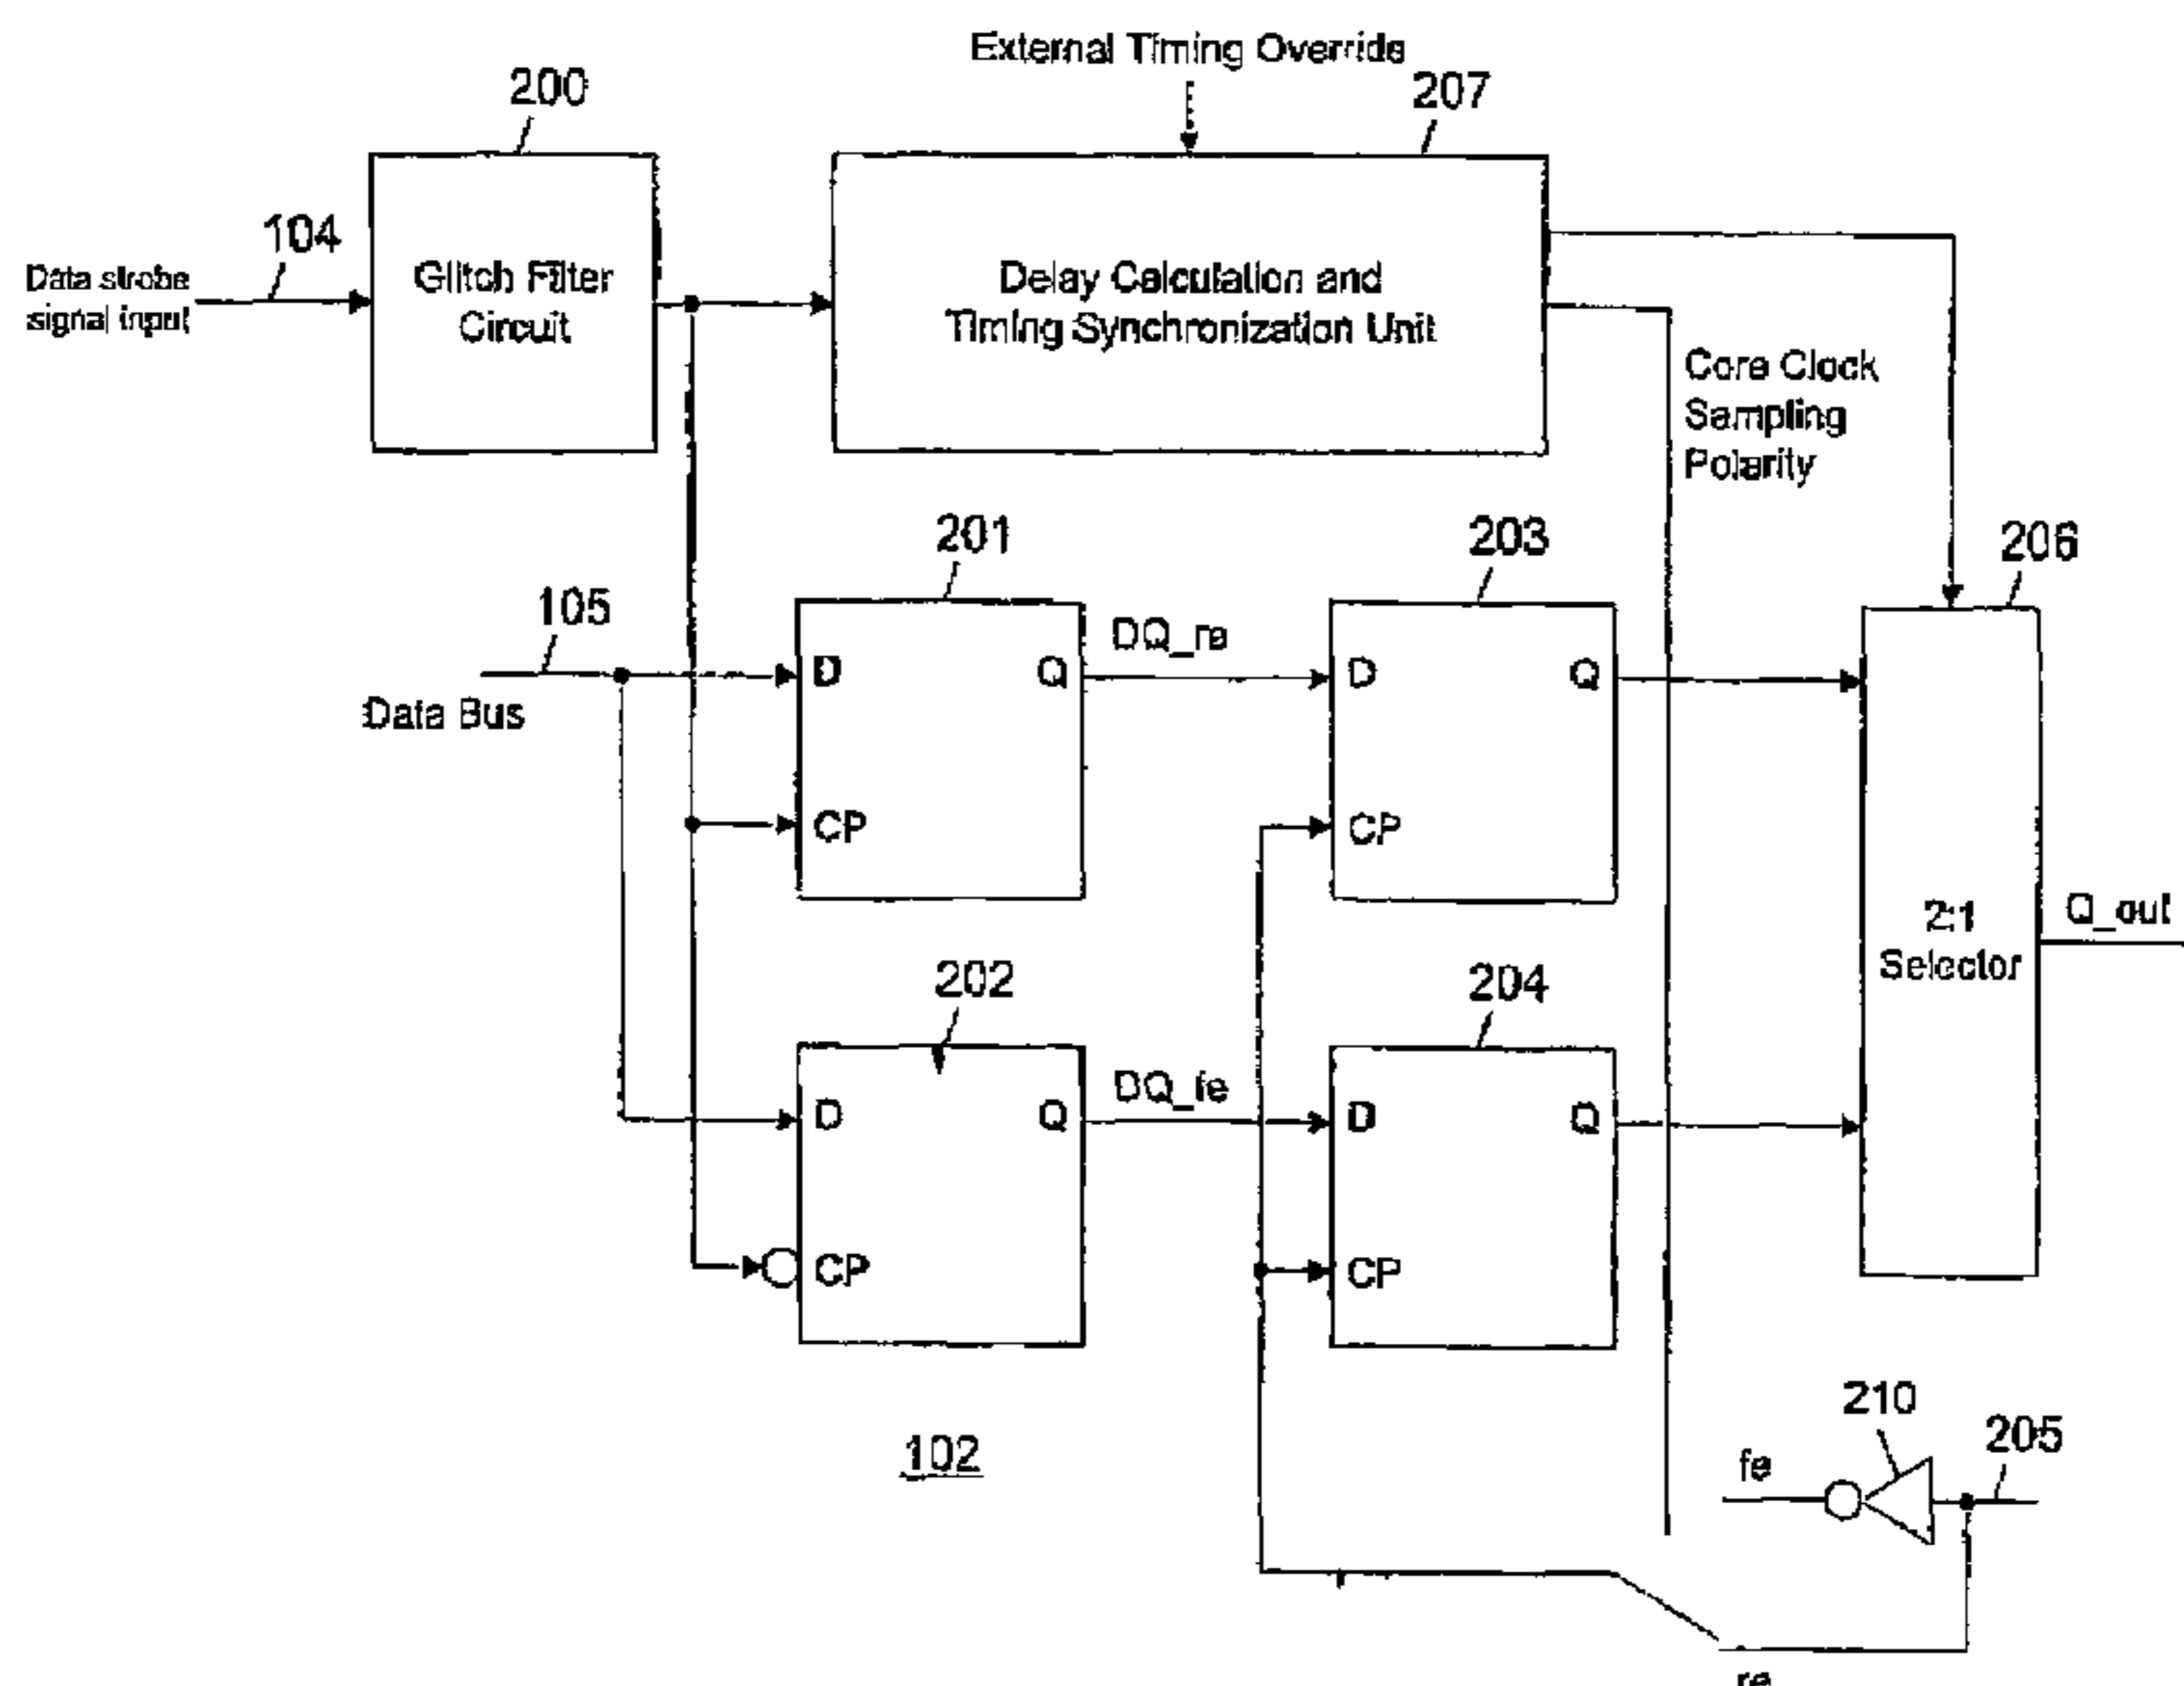 External Timing Override
200
207
104
Data strobe
signal input
Glitch Filter
Circuit
Delay Calculation and
Timing Synchronization Unit
Core Clock
Sampling
Polarity
201
203
206
105
Data Bus
D
Q
DQ_re
D
Q
CP
CP
2:1
Selector
Q_out
202
204
D
Q
DQ_fe
D
Q
CP
CP
102
210
205
fe
re